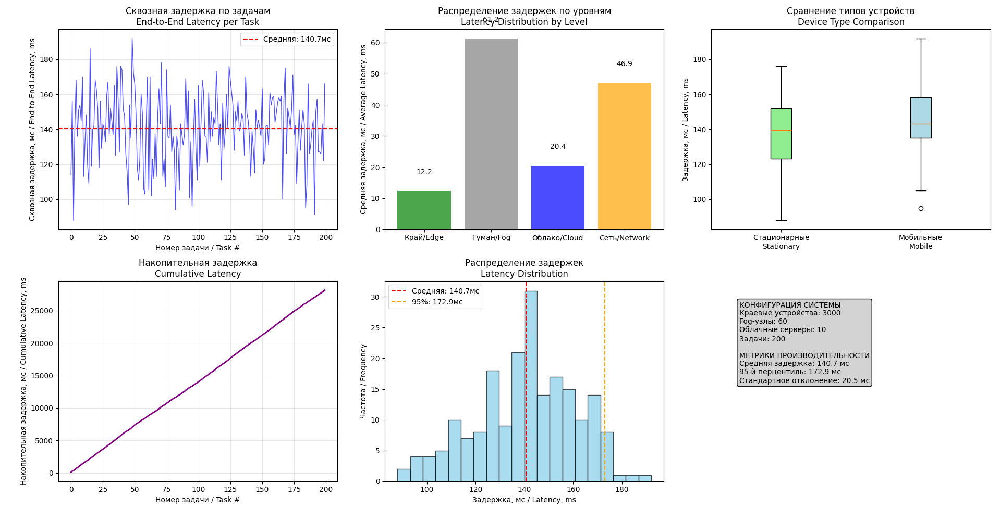 Сквозная задержка по задачам
End-to-End Latency per Task
Сквозная задержка, мс / End-to-End Latency, ms
180
160
140
120
100
Средняя: 140.7мс
0 25 50 75 100 125 150 175 200
Номер задачи / Task #
Распределение задержек по уровням
Latency Distribution by Level
Средняя задержка, мс / Average Latency, ms
60
50
40
30
20
10
0
12.2
61.2
20.4
46.9
Край/Edge Туман/Fog Облако/Cloud Сеть/Network
Сравнение типов устройств
Device Type Comparison
Задержка, мс / Latency, ms
180
160
140
120
100
Стационарные
Stationary
Мобильные
Mobile
Накопительная задержка
Cumulative Latency
Накопительная задержка, мс / Cumulative Latency, ms
25000
20000
15000
10000
5000
0
0 25 50 75 100 125 150 175 200
Номер задачи / Task #
Распределение задержек
Latency Distribution
Частота / Frequency
30
25
20
15
10
5
0
Средняя: 140.7мс
95%: 172.9мс
100 120 140 160 180
Задержка, мс / Latency, ms
КОНФИГУРАЦИЯ СИСТЕМЫ
Краевые устройства: 3000
Fog-узлы: 60
Облачные серверы: 10
Задачи: 200
МЕТРИКИ ПРОИЗВОДИТЕЛЬНОСТИ
Средняя задержка: 140.7 мс
95-й перцентиль: 172.9 мс
Стандартное отклонение: 20.5 мс